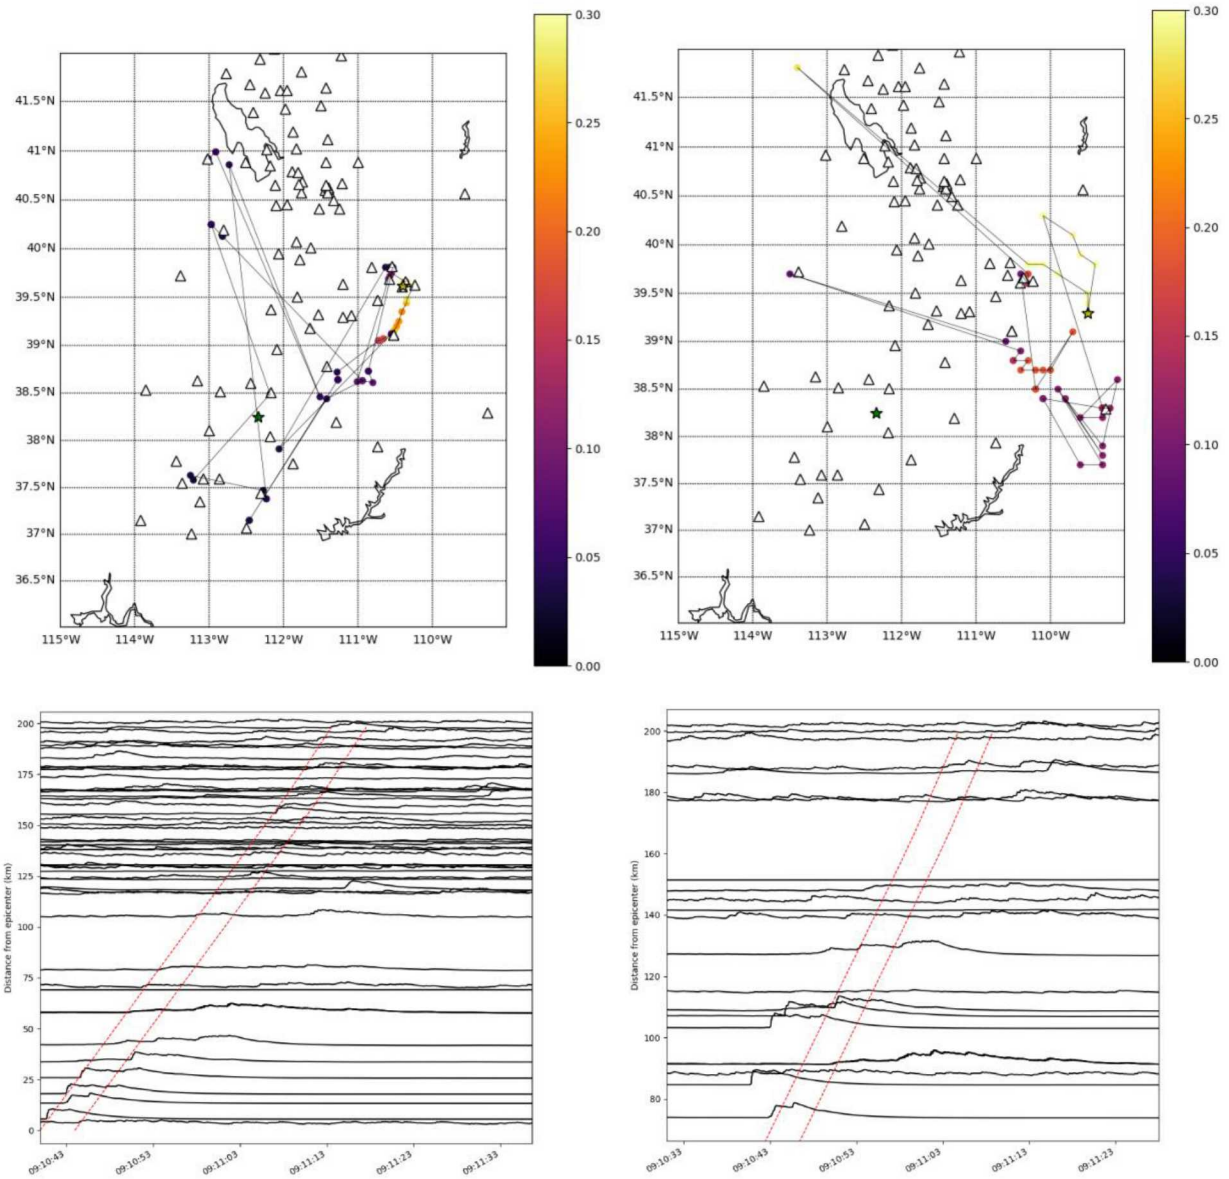 0.30
0.25
0.20
0.15
0.10
0.05
0.00
41.5°N
41°N
40.5°N
40°N
39.5°N
39°N
38.5°N
38°N
37.5°N
37°N
36.5°N
115°W 114°W 113°W 112°W 111°W 110°W
0.30
0.25
0.20
0.15
0.10
0.05
0.00
41.5°N
41°N
40.5°N
40°N
39.5°N
39°N
38.5°N
38°N
37.5°N
37°N
36.5°N
115°W 114°W 113°W 112°W 111°W 110°W
Distance from epicenter (km)
200
175
150
125
100
75
50
25
0
09:10:43 09:10:53 09:11:03 09:11:13 09:11:23 09:11:33
Distance from epicenter (km)
200
180
160
140
120
100
80
09:10:33 09:10:43 09:10:53 09:11:03 09:11:13 09:11:23